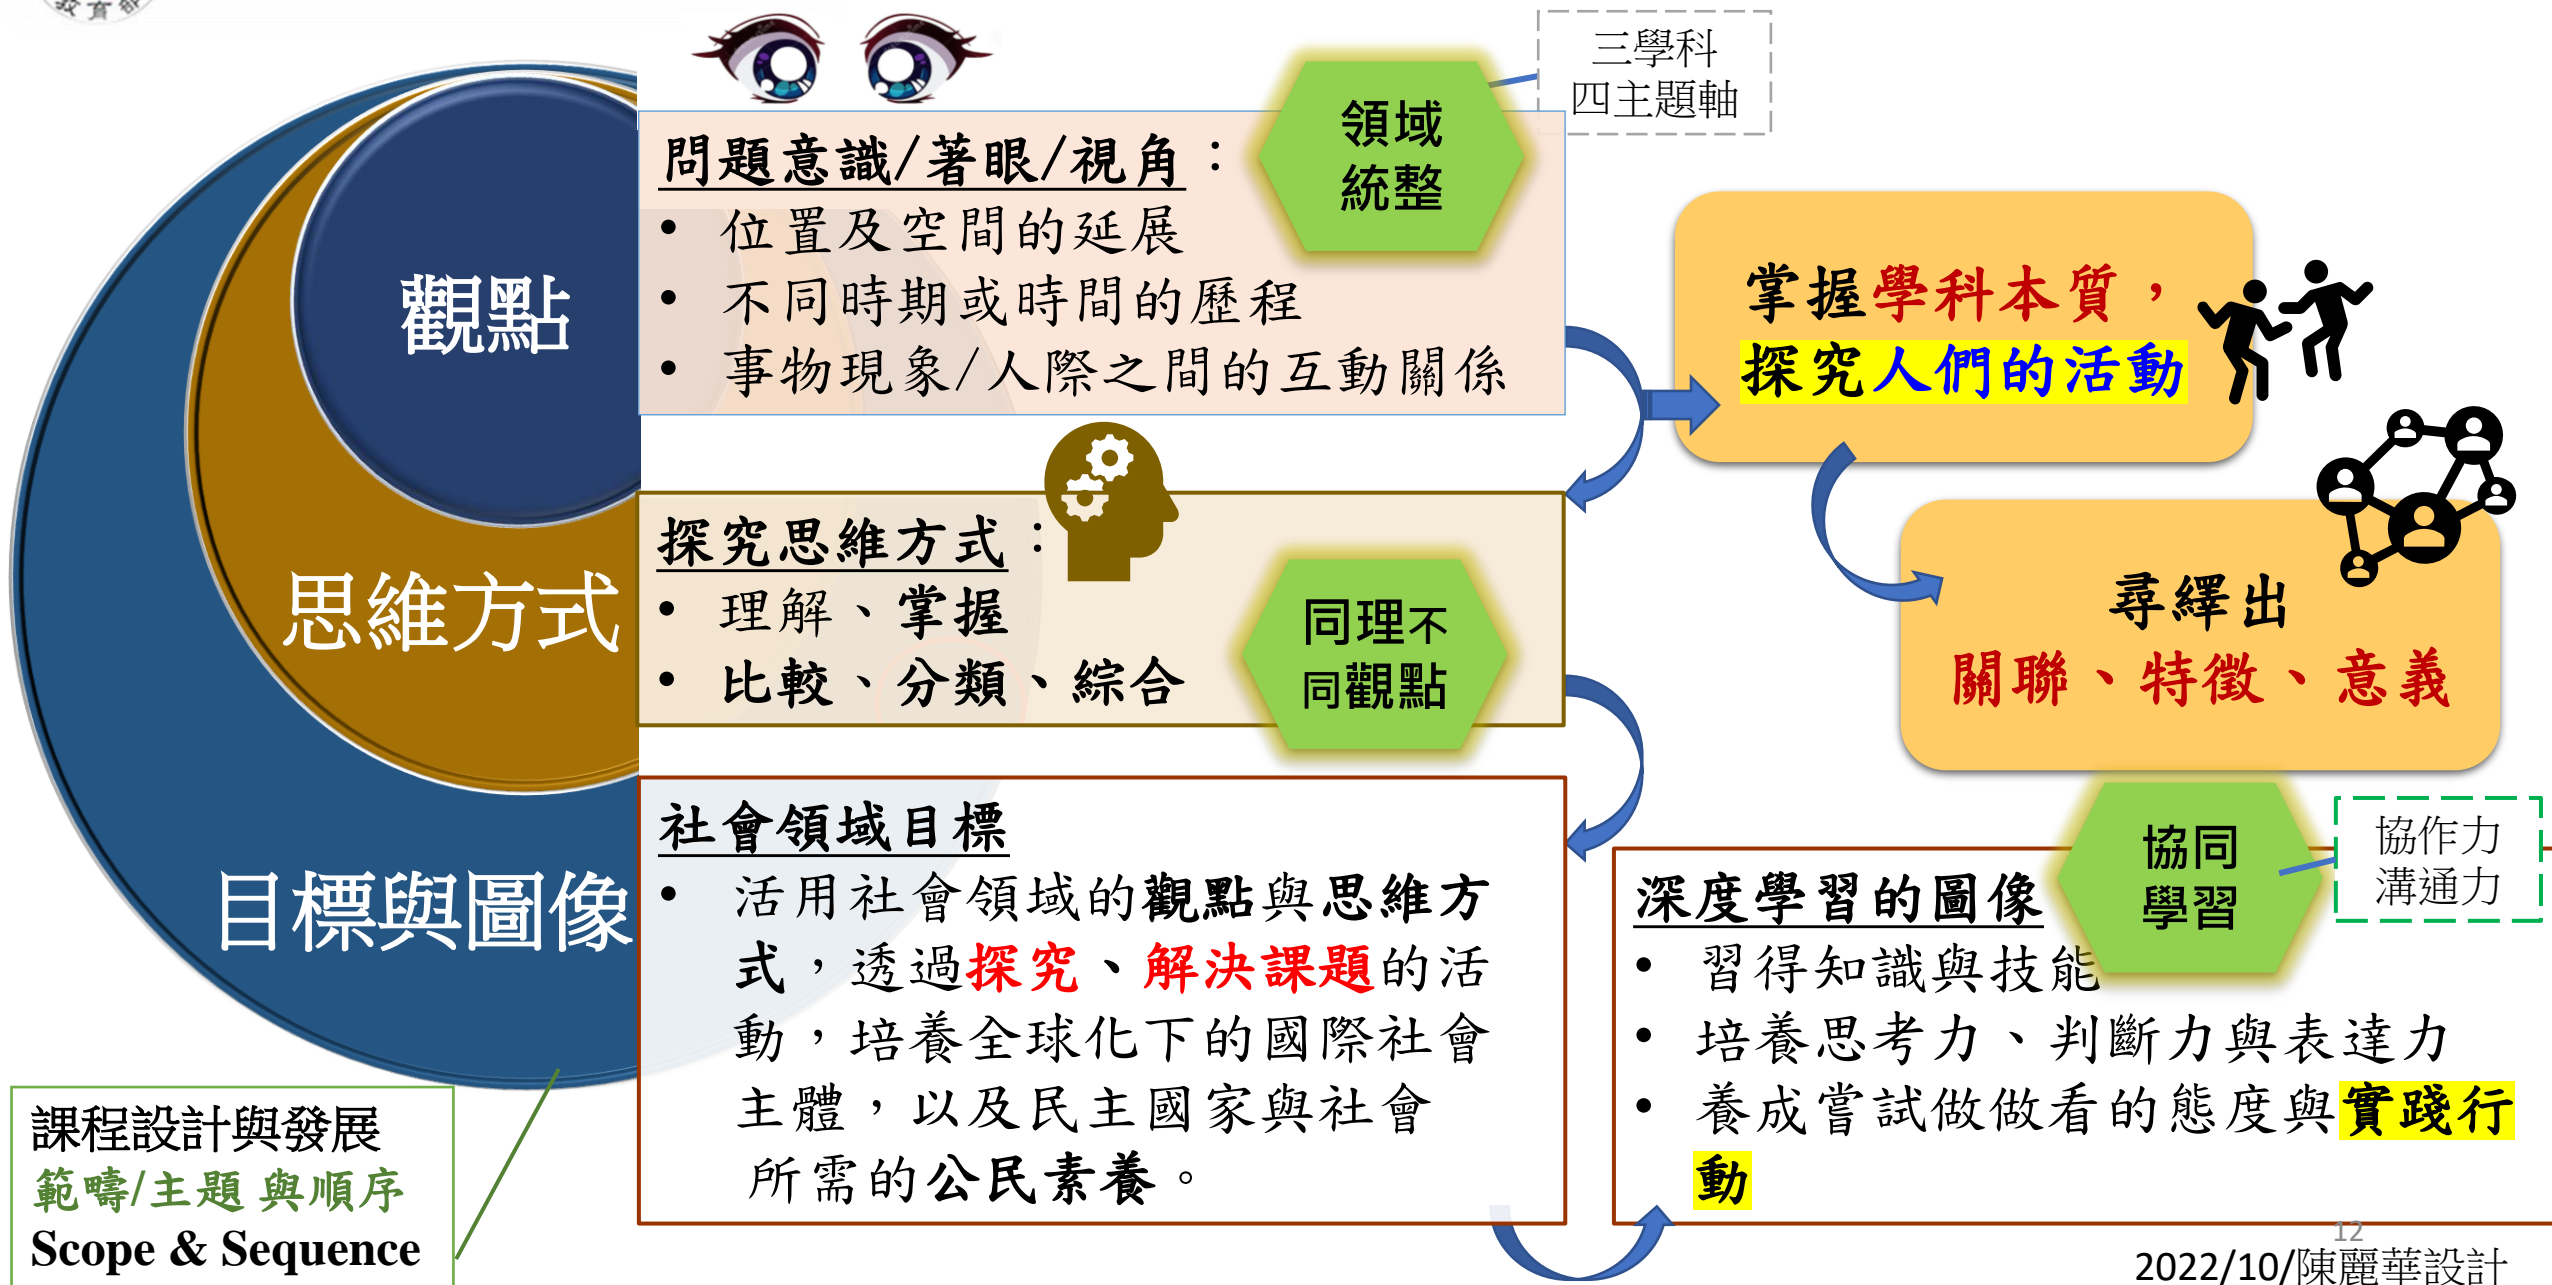 教育部
三學科
四主題軸
領域
統整
觀點
問題意識/著眼/視角：
• 位置及空間的延展
• 不同時期或時間的歷程
• 事物現象/人際之間的互動關係
掌握學科本質，
探究人們的活動
思維方式
探究思維方式：
• 理解、掌握
• 比較、分類、綜合
同理不
同觀點
尋繹出
關聯、特徵、意義
目標與圖像
社會領域目標
• 活用社會領域的觀點與思維方
式，透過探究、解決課題的活
動，培養全球化下的國際社會
主體，以及民主國家與社會
所需的公民素養。
協同
學習
協作力
溝通力
深度學習的圖像
• 習得知識與技能
• 培養思考力、判斷力與表達力
• 養成嘗試做做看的態度與實踐行
動
課程設計與發展
範疇/主題 與順序
Scope & Sequence
12
2022/10/陳麗華設計